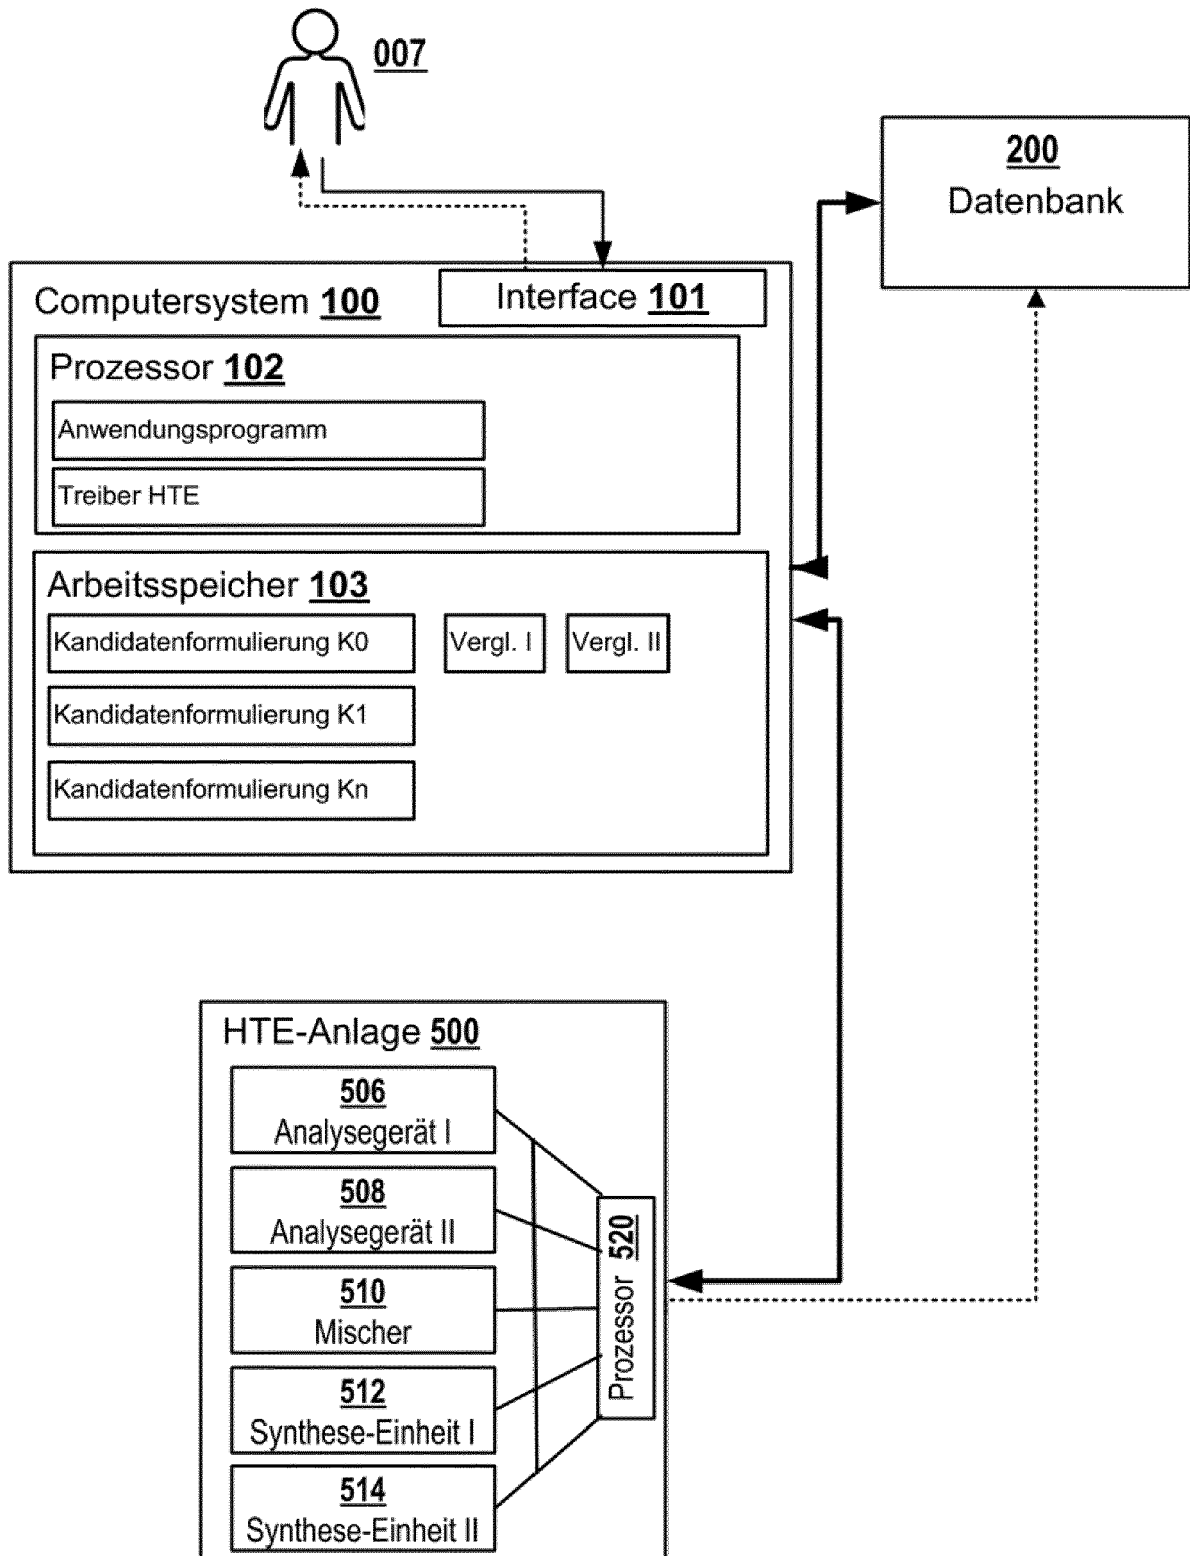 007
200
Datenbank
Computersystem 100
Interface 101
Prozessor 102
Anwendungsprogramm
Treiber HTE
Arbeitsspeicher 103
Kandidatenformulierung K0
Vergl. I
Vergl. II
Kandidatenformulierung K1
Kandidatenformulierung Kn
HTE-Anlage 500
506
Analysegerät I
508
Analysegerät II
510
Mischer
512
Synthese-Einheit I
514
Synthese-Einheit II
Prozessor 520